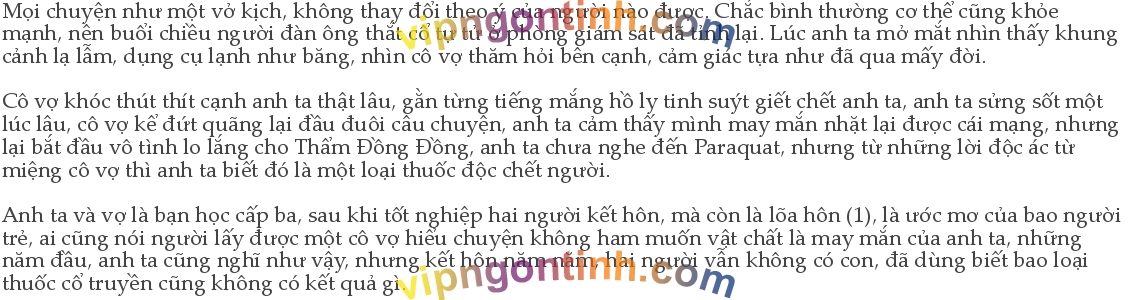 Mọi chuyện như một vở kịch, không thay đổi theo ý của người nào được. Chắc bình thường cơ thể cũng khỏe
mạnh, nên buổi chiều người đàn ông thắt cổ tự tử ở phòng giám sát đã tỉnh lại. Lúc anh ta mở mắt nhìn thấy khung
cảnh lạ lẫm, dụng cụ lạnh như băng, nhìn cô vợ thăm hỏi bên cạnh, cảm giác tựa như đã qua mấy đời.
Cô vợ khóc thút thít cạnh anh ta thật lâu, gằn từng tiếng mắng hồ ly tinh suýt giết chết anh ta, anh ta sửng sốt một
lúc lâu, cô vợ kể đứt quãng lại đầu đuôi câu chuyện, anh ta cảm thấy mình may mắn nhặt lại được cái mạng, nhưng
lại bắt đầu vô tình lo lắng cho Thẩm Đồng Đồng, anh ta chưa nghe đến Paraquat, nhưng từ những lời độc ác từ
miệng cô vợ thì anh ta biết đó là một loại thuốc độc chết người.
Anh ta và vợ là bạn học cấp ba, sau khi tốt nghiệp hai người kết hôn, mà còn là lõa hôn (1), là ước mơ của bao người
trẻ, ai cũng nói người lấy được một cô vợ hiểu chuyện không ham muốn vật chất là may mắn của anh ta, những
năm đầu, anh ta cũng nghĩ như vậy, nhưng kết hôn năm năm, hai người vẫn không có con, đã dùng biết bao loại
thuốc cổ truyền cũng không có kết quả gì.
vipngontinh.com
vipngontinh.com